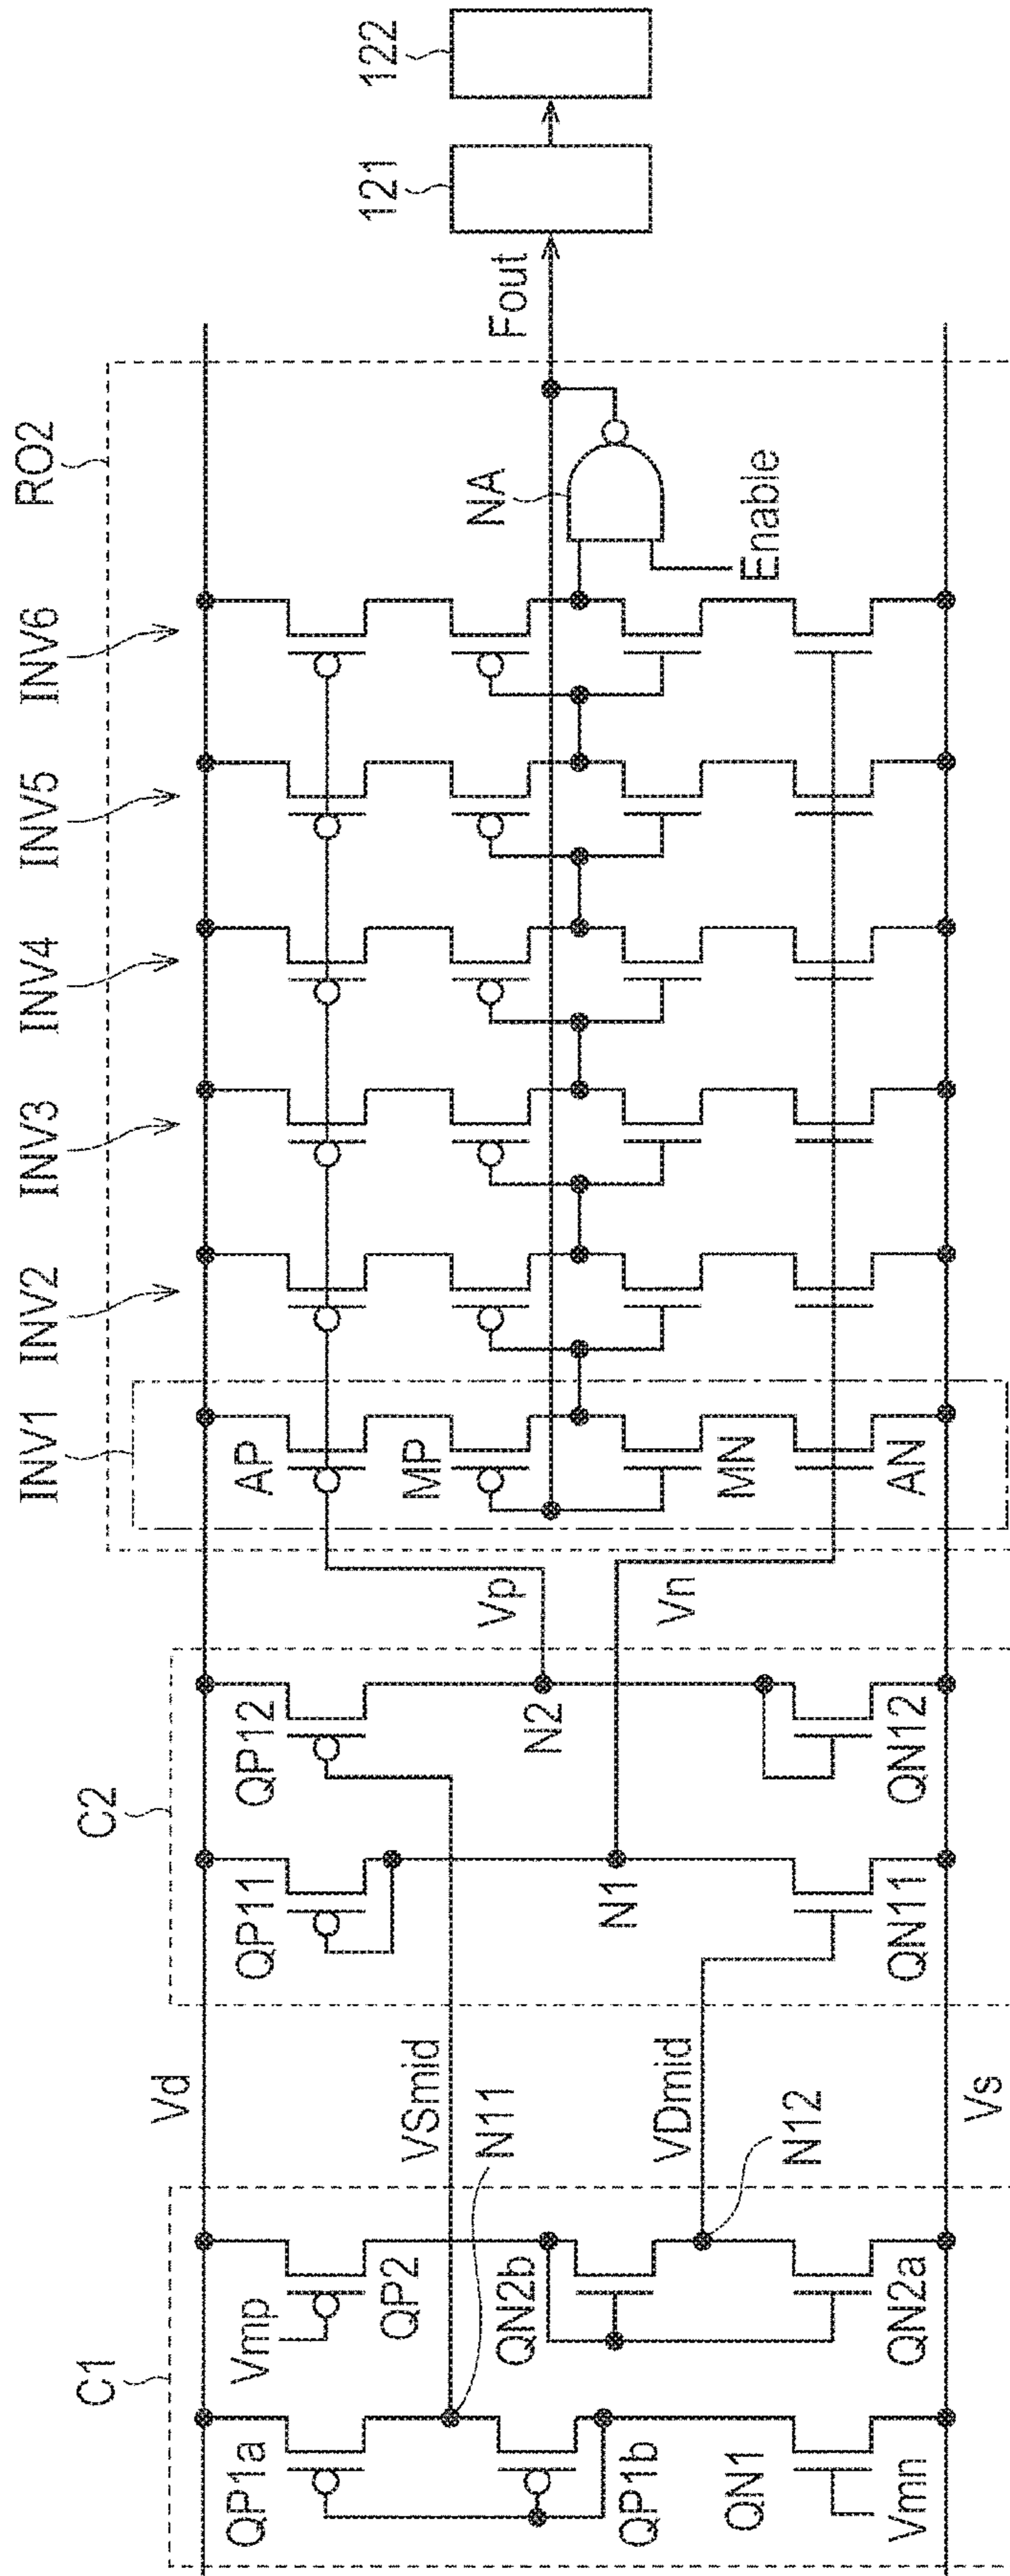 C1
C2
RO2
INV1
INV2
INV3
INV4
INV5
INV6
Vd
121
122
QP1a
Vmp
QP2
QP11
QP12
AP
VSmid
N11
N2
Vp
MP
NA
Fout
QP1b
QN2b
N1
Enable
VDmid
N12
Vn
MN
QN1
Vmn
QN2a
QN11
QN12
AN
Vs